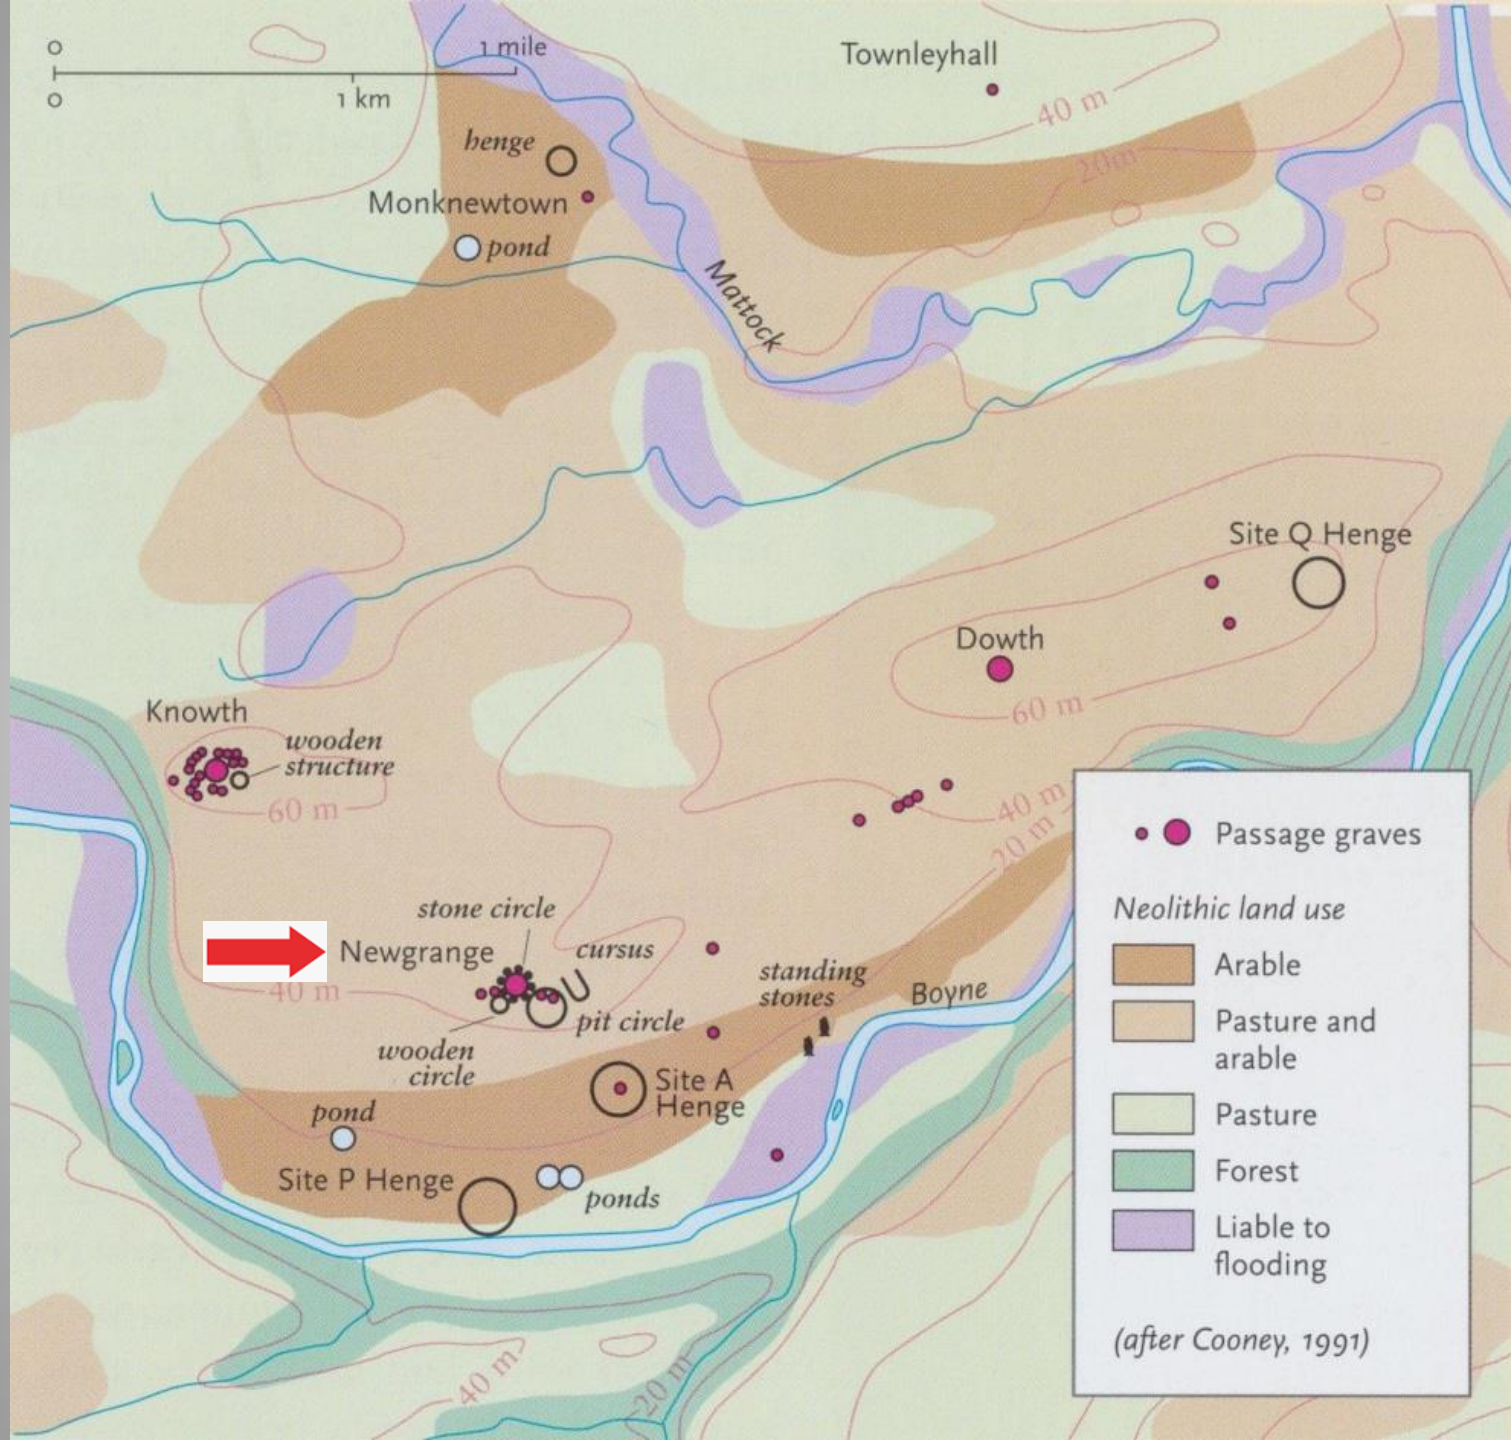 0
1 mile
0
1 km
Townleyhall
40 m
henge
20m
Monknewtown
pond
Mattock
Site Q Henge
Dowth
60 m
Knowth
wooden
structure
60 m
40 m
20 m
stone circle
Newgrange
cursus
40 m
standing
stones
Boyne
pit circle
wooden
circle
Site A
Henge
pond
Site P Henge
ponds
40 m
20 m
Passage graves
Neolithic land use
Arable
Pasture and
arable
Pasture
Forest
Liable to
flooding
(after Cooney, 1991)